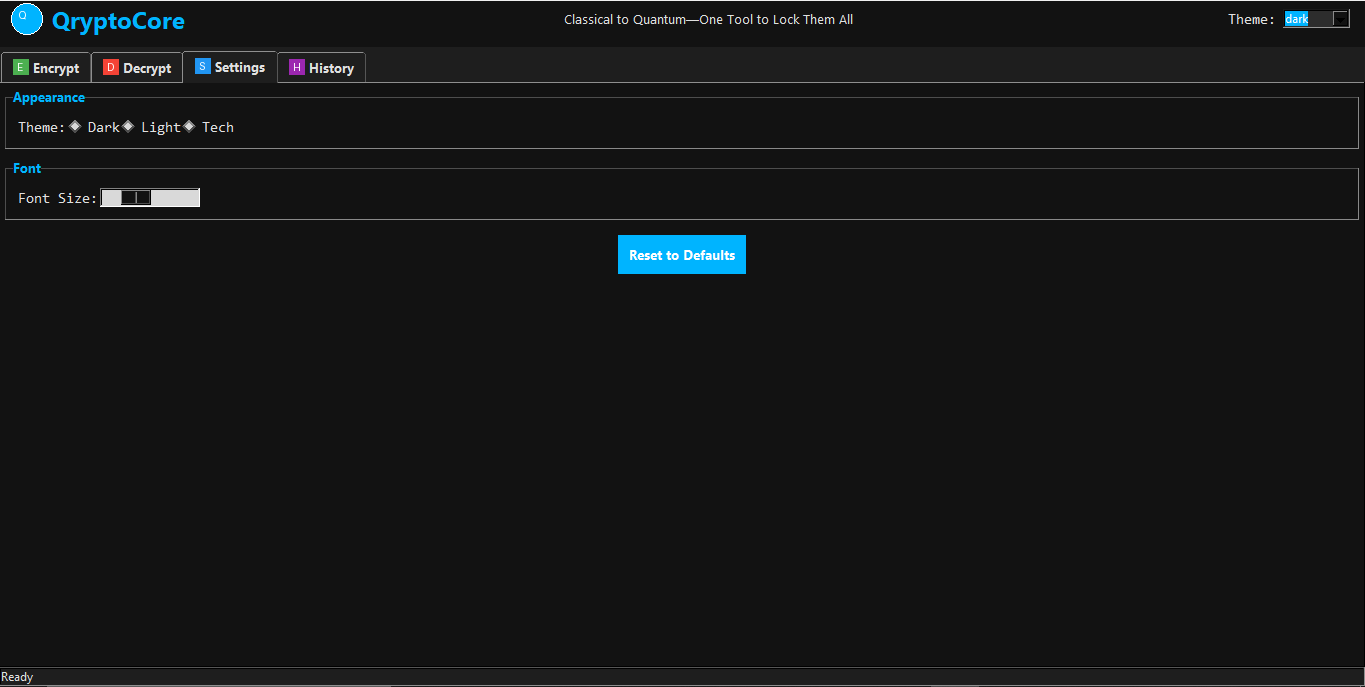 Q QryptoCore Classical to Quantum—One Tool to Lock Them All Theme: dark
E Encrypt D Decrypt S Settings H History
Appearance
Theme: Dark Light Tech
Font
Font Size:
Reset to Defaults
Ready